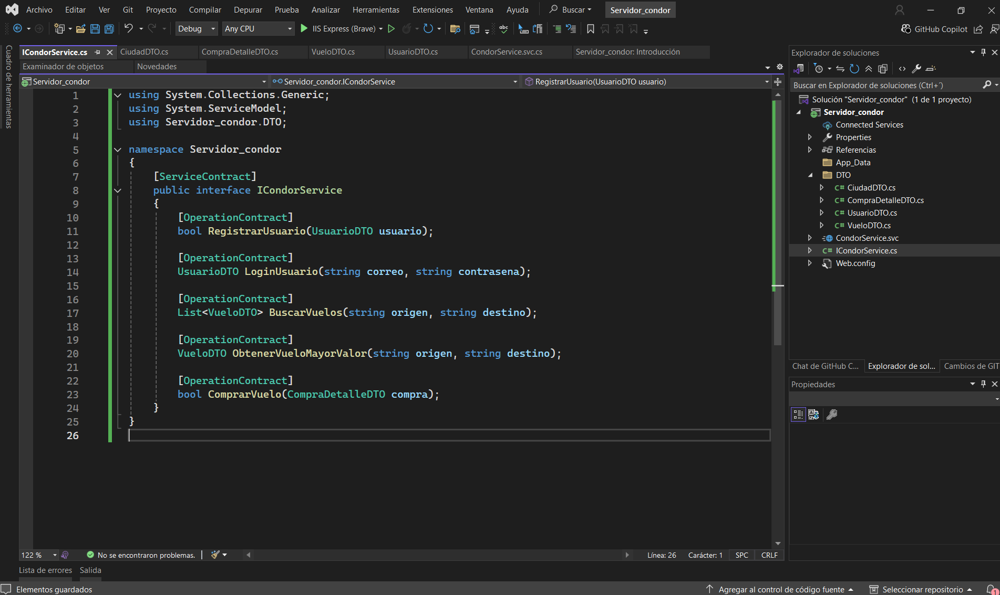 Archivo Editar Ver Git Proyecto Compilar Depurar Prueba Analizar Herramientas Extensiones Ventana Ayuda Buscar Servidor_condor
Debug Any CPU IIS Express (Brave) abc GitHub Copilot
Cuadro de herramientas
ICondorService.cs CiudadDTO.cs CompraDetalleDTO.cs VueloDTO.cs UsuarioDTO.cs CondorService.svc.cs Servidor_condor: Introducción
Examinador de objetos Novedades
Servidor_condor Servidor_condor.ICondorService RegistrarUsuario(UsuarioDTO usuario)
1 using System.Collections.Generic;
2 using System.ServiceModel;
3 using Servidor_condor.DTO;
4
5 namespace Servidor_condor
6 {
7 [ServiceContract]
8 public interface ICondorService
9 {
10 [OperationContract]
11 bool RegistrarUsuario(UsuarioDTO usuario);
12
13 [OperationContract]
14 UsuarioDTO LoginUsuario(string correo, string contrasena);
15
16 [OperationContract]
17 List<VueloDTO> BuscarVuelos(string origen, string destino);
18
19 [OperationContract]
20 VueloDTO ObtenerVueloMayorValor(string origen, string destino);
21
22 [OperationContract]
23 bool ComprarVuelo(CompraDetalleDTO compra);
24 }
25 }
26
122 % No se encontraron problemas. Línea: 26 Carácter: 1 SPC CRLF
Lista de errores Salida
Explorador de soluciones
Buscar en Explorador de soluciones (Ctrl+´)
Solución "Servidor_condor" (1 de 1 proyecto)
Servidor_condor
Connected Services
Properties
Referencias
App_Data
DTO
C# CiudadDTO.cs
C# CompraDetalleDTO.cs
C# UsuarioDTO.cs
C# VueloDTO.cs
CondorService.svc
C# ICondorService.cs
Web.config
Chat de GitHub C... Explorador de sol... Cambios de GIT
Propiedades
Elementos guardados Agregar al control de código fuente Seleccionar repositorio 1